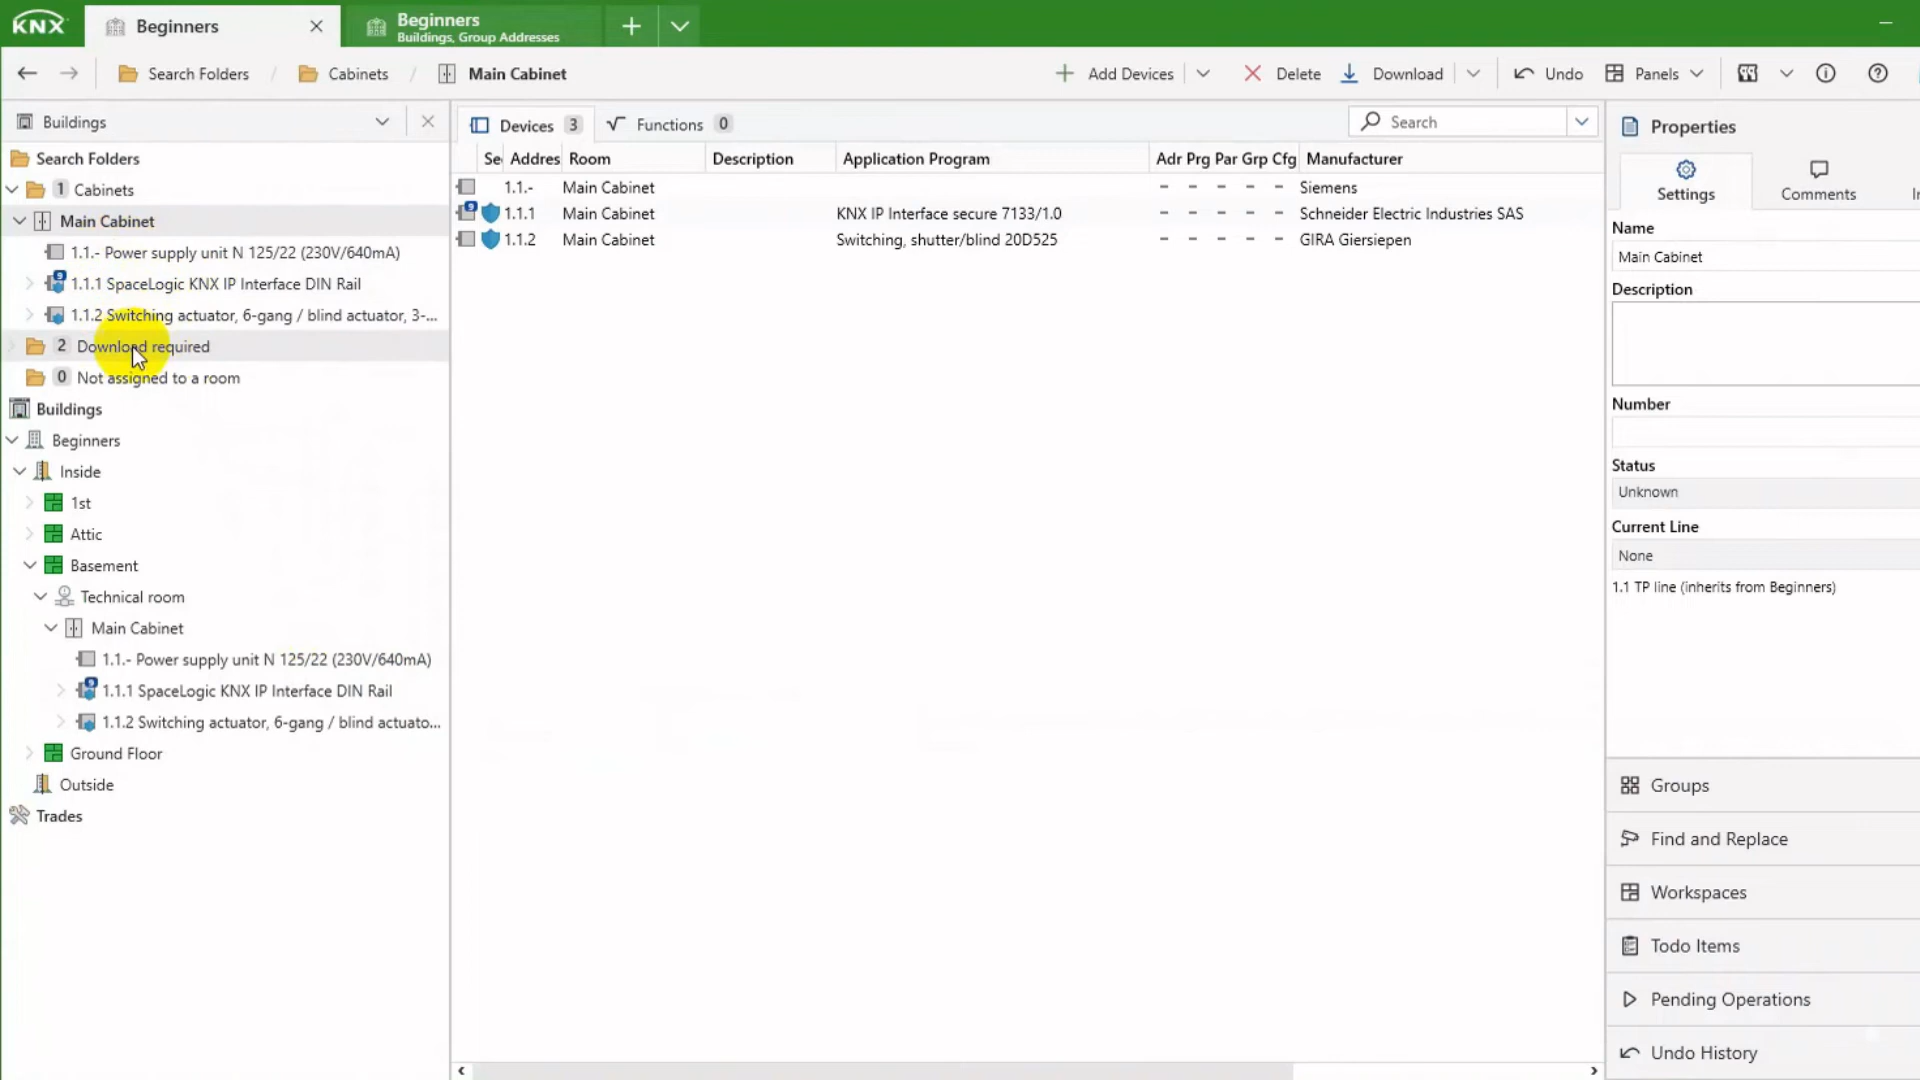 KNX
Beginners
Beginners
Buildings, Group Addresses
Search Folders / Cabinets / Main Cabinet
Add Devices
Delete
Download
Undo
Panels
Buildings
Search Folders
1 Cabinets
Main Cabinet
1.1.- Power supply unit N 125/22 (230V/640mA)
1.1.1 SpaceLogic KNX IP Interface DIN Rail
1.1.2 Switching actuator, 6-gang / blind actuator, 3-...
2 Download required
0 Not assigned to a room
Buildings
Beginners
Inside
1st
Attic
Basement
Technical room
Main Cabinet
1.1.- Power supply unit N 125/22 (230V/640mA)
1.1.1 SpaceLogic KNX IP Interface DIN Rail
1.1.2 Switching actuator, 6-gang / blind actuato...
Ground Floor
Outside
Trades
Devices 3
Functions 0
Search
Se Addres Room Description Application Program Adr Prg Par Grp Cfg Manufacturer
1.1.- Main Cabinet - - - - - Siemens
1.1.1 Main Cabinet KNX IP Interface secure 7133/1.0 - - - - - Schneider Electric Industries SAS
1.1.2 Main Cabinet Switching, shutter/blind 20D525 - - - - - GIRA Giersiepen
Properties
Settings
Comments
Name
Main Cabinet
Description
Number
Status
Unknown
Current Line
None
1.1 TP line (inherits from Beginners)
Groups
Find and Replace
Workspaces
Todo Items
Pending Operations
Undo History